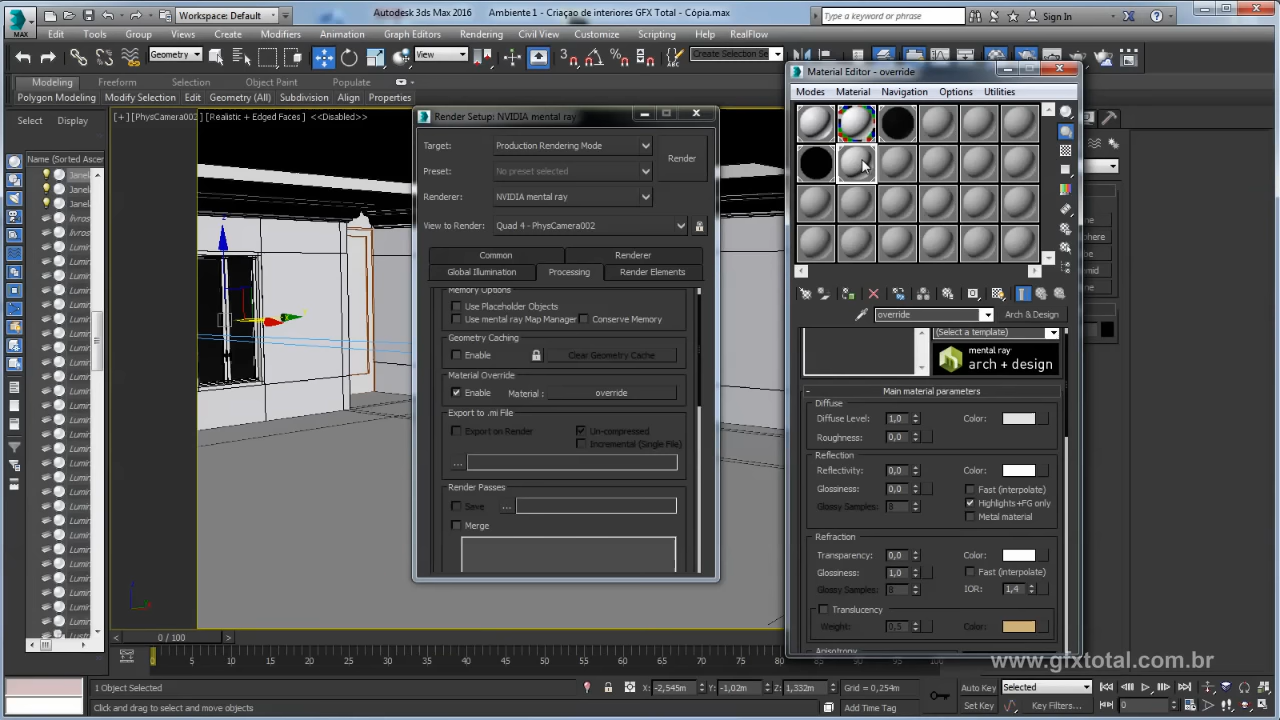 MAX
Workspace: Default
Autodesk 3ds Max 2016 Ambiente 1 - Criaçao de interiores GFX Total - Cópia.max
Type a keyword or phrase
Sign In
Edit Tools Group Views Create Modifiers Animation Graph Editors Rendering Civil View Customize Scripting Help RealFlow
Geometry
View
Create Selection Se
Modeling Selection Object Paint Populate
Polygon Modeling Modify Selection Edit Geometry (All) Subdivision Align Properties
Select Display
Name (Sorted Ascer
[+] [PhysCamera002] [Realistic + Edged Faces] <<Disabled>>
Render Setup: NVIDIA mental ray
Target: Production Rendering Mode
Render
Preset: No preset selected
Renderer: NVIDIA mental ray
View to Render: Quad 4 - PhysCamera002
Common Renderer
Global Illumination Processing Render Elements
Memory Options
Use Placeholder Objects
Use mental ray Map Manager Conserve Memory
Geometry Caching
Enable Clear Geometry Cache
Material Override
Enable Material: override
Export to .mi File
Export on Render Un-compressed
Incremental (Single File)
...
Render Passes
Save ...
Merge
Material Editor - override
Modes Material Navigation Options Utilities
override Arch & Design
(Select a template)
mental ray
arch + design
Main material parameters
Diffuse
Diffuse Level: 1,0 Color:
Roughness: 0,0
Reflection
Reflectivity: 0,0 Color:
Glossiness: 0,0 Fast (interpolate)
Glossy Samples: 8 Highlights+FG only
Metal material
Refraction
Transparency: 0,0 Color:
Glossiness: 1,0 Fast (interpolate)
Glossy Samples: 8 IOR: 1,4
Translucency
Weight: 0,5 Color:
Anisotropy
Janel
Janel
Janel
livros
livros
0 / 100
0 5 10 15 20 25 30 35 40 45 50 55 60 65 70 75 80 85 90 95 100
www.gfxtotal.com.br
1 Object Selected
X: -2,545m Y: -1,02m Z: 1,332m Grid = 0,254m
Auto Key Selected
Click and drag to select and move objects
Add Time Tag
Set Key Key Filters...
0